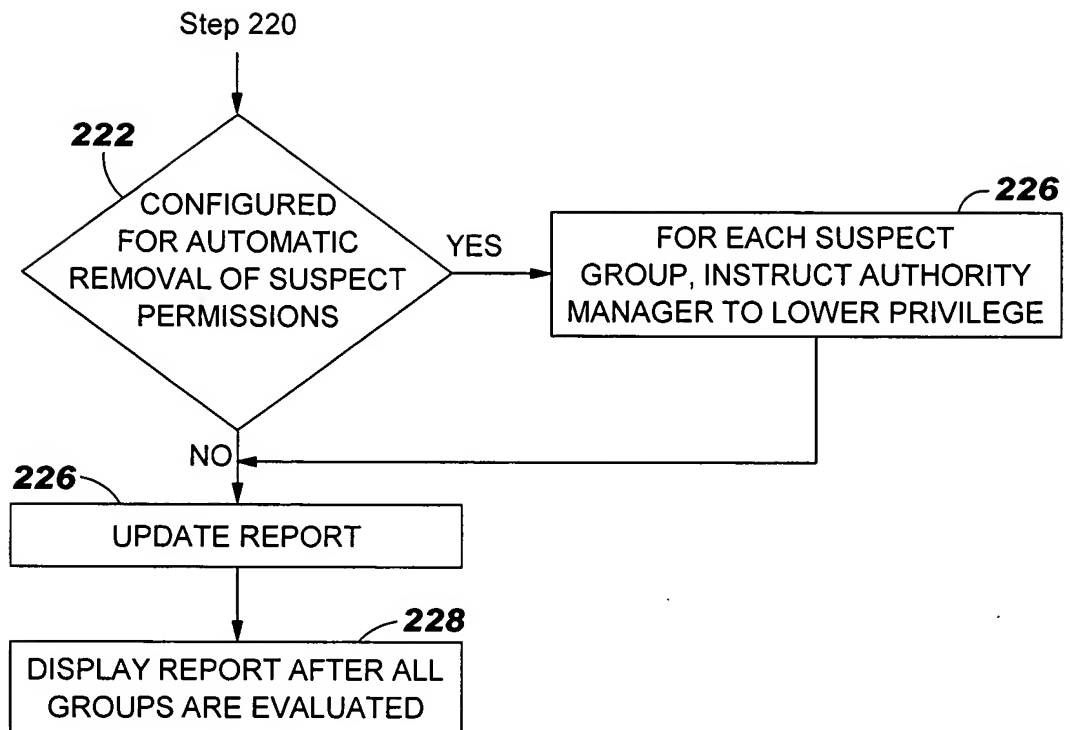 Step 220
222
CONFIGURED
FOR AUTOMATIC
REMOVAL OF SUSPECT
PERMISSIONS
YES
226
FOR EACH SUSPECT
GROUP, INSTRUCT AUTHORITY
MANAGER TO LOWER PRIVILEGE
NO
226
UPDATE REPORT
228
DISPLAY REPORT AFTER ALL
GROUPS ARE EVALUATED